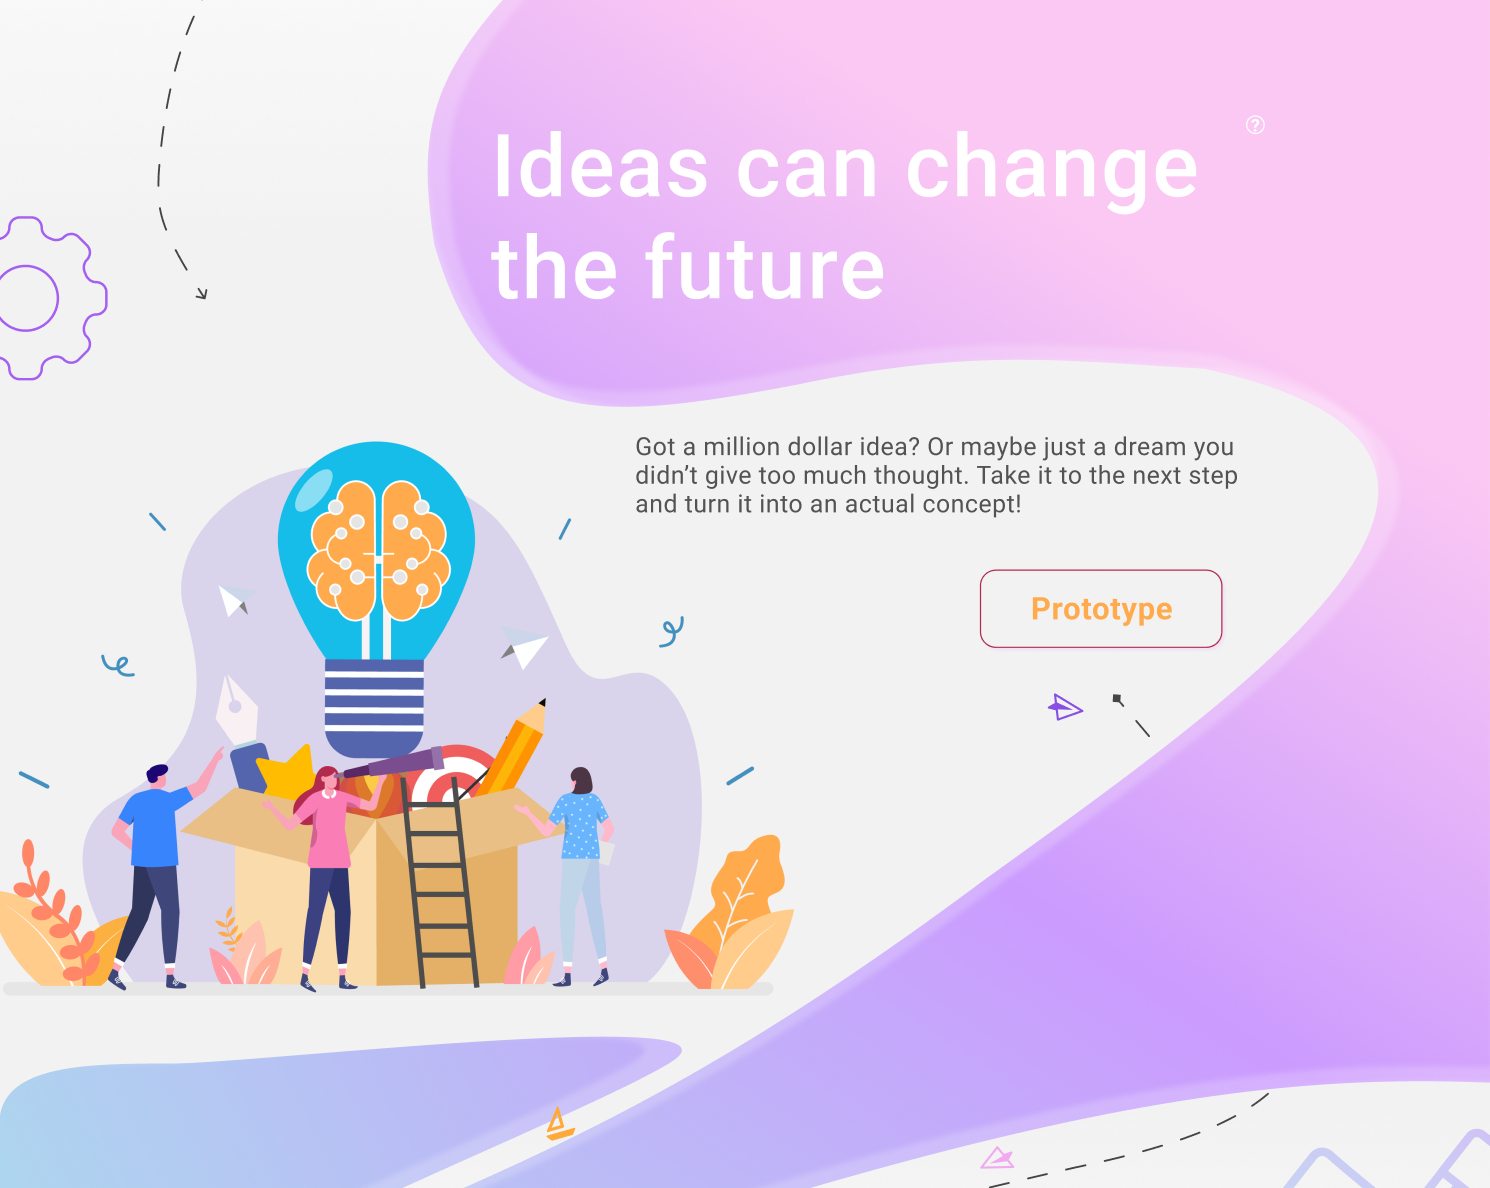 Ideas can change
the future
Got a million dollar idea? Or maybe just a dream you
didn’t give too much thought. Take it to the next step
and turn it into an actual concept!
Prototype